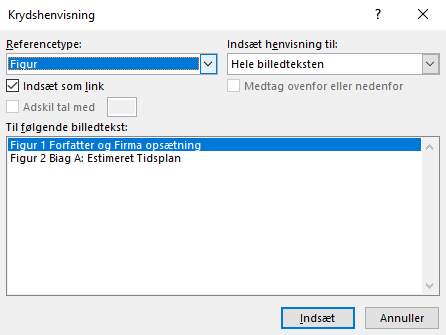 Krydshenvisning
Referencetype:
Indsæt henvisning til:
Figur
Hele billedteksten
Indsæt som link
Medtag ovenfor eller nedenfor
Adskil tal med
Til følgende billedtekst:
Figur 1 Forfatter og Firma opsætning
Figur 2 Biag A: Estimeret Tidsplan
Indsæt
Annuller